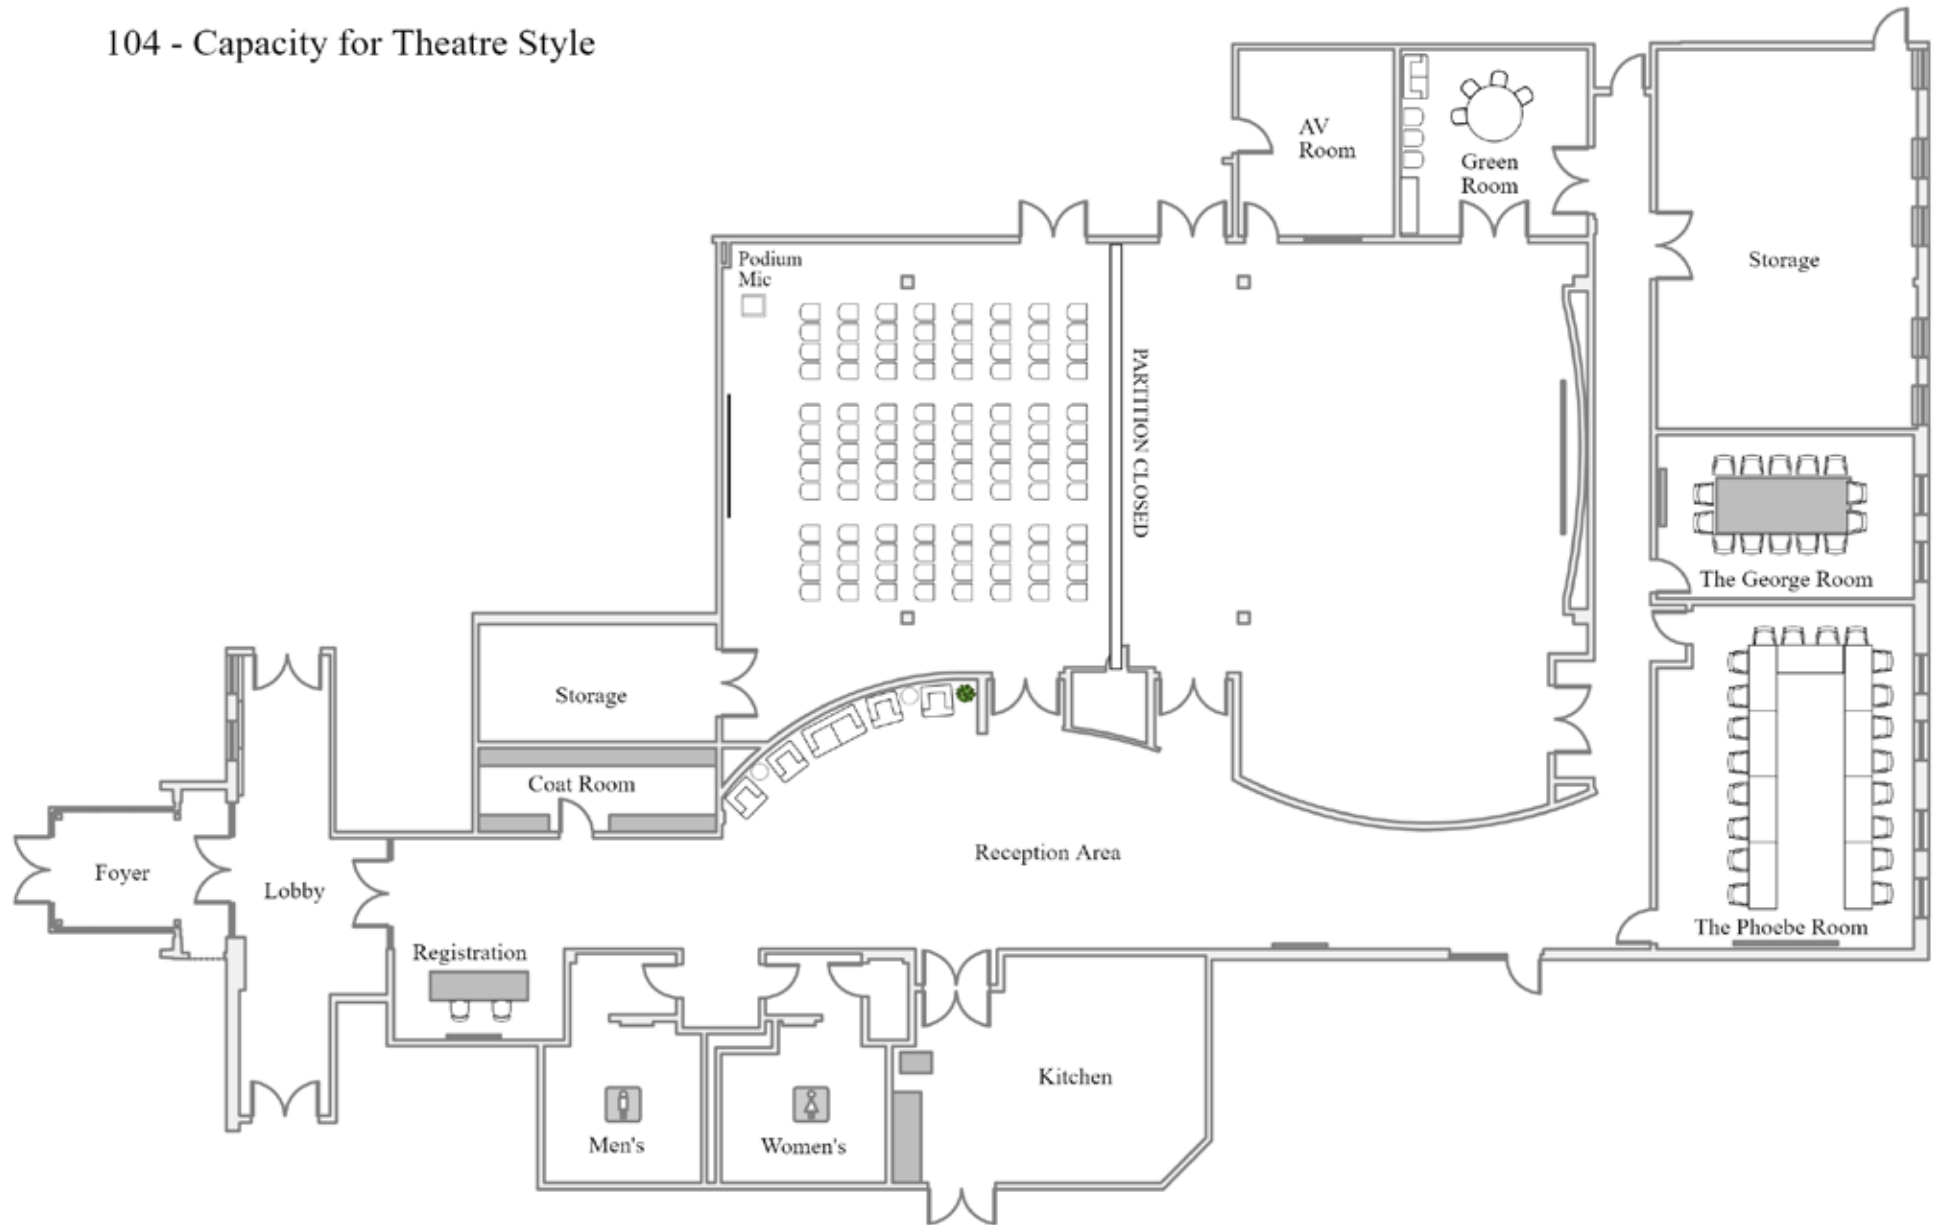 104 - Capacity for Theatre Style
AV
Room
Green
Room
Storage
Podium
Mic
PARTITION CLOSED
The George Room
Storage
Coat Room
The Phoebe Room
Reception Area
Foyer
Lobby
Registration
Kitchen
Men's
Women's